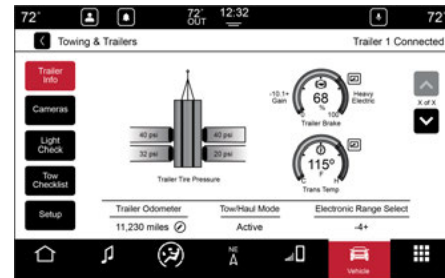 72° 72° OUT 12:32 72°
Towing & Trailers Trailer 1 Connected
Trailer Info
Cameras
Light Check
Tow Checklist
Setup
40 psi 40 psi
32 psi 20 psi
Trailer Tire Pressure
-10.1+ Gain
68
%
0 100
Heavy Electric
Trailer Brake
115°
F
C H
Trans Temp
X of X
Trailer Odometer Tow/Haul Mode Electronic Range Select
11,230 miles Active -4+
NE
Vehicle